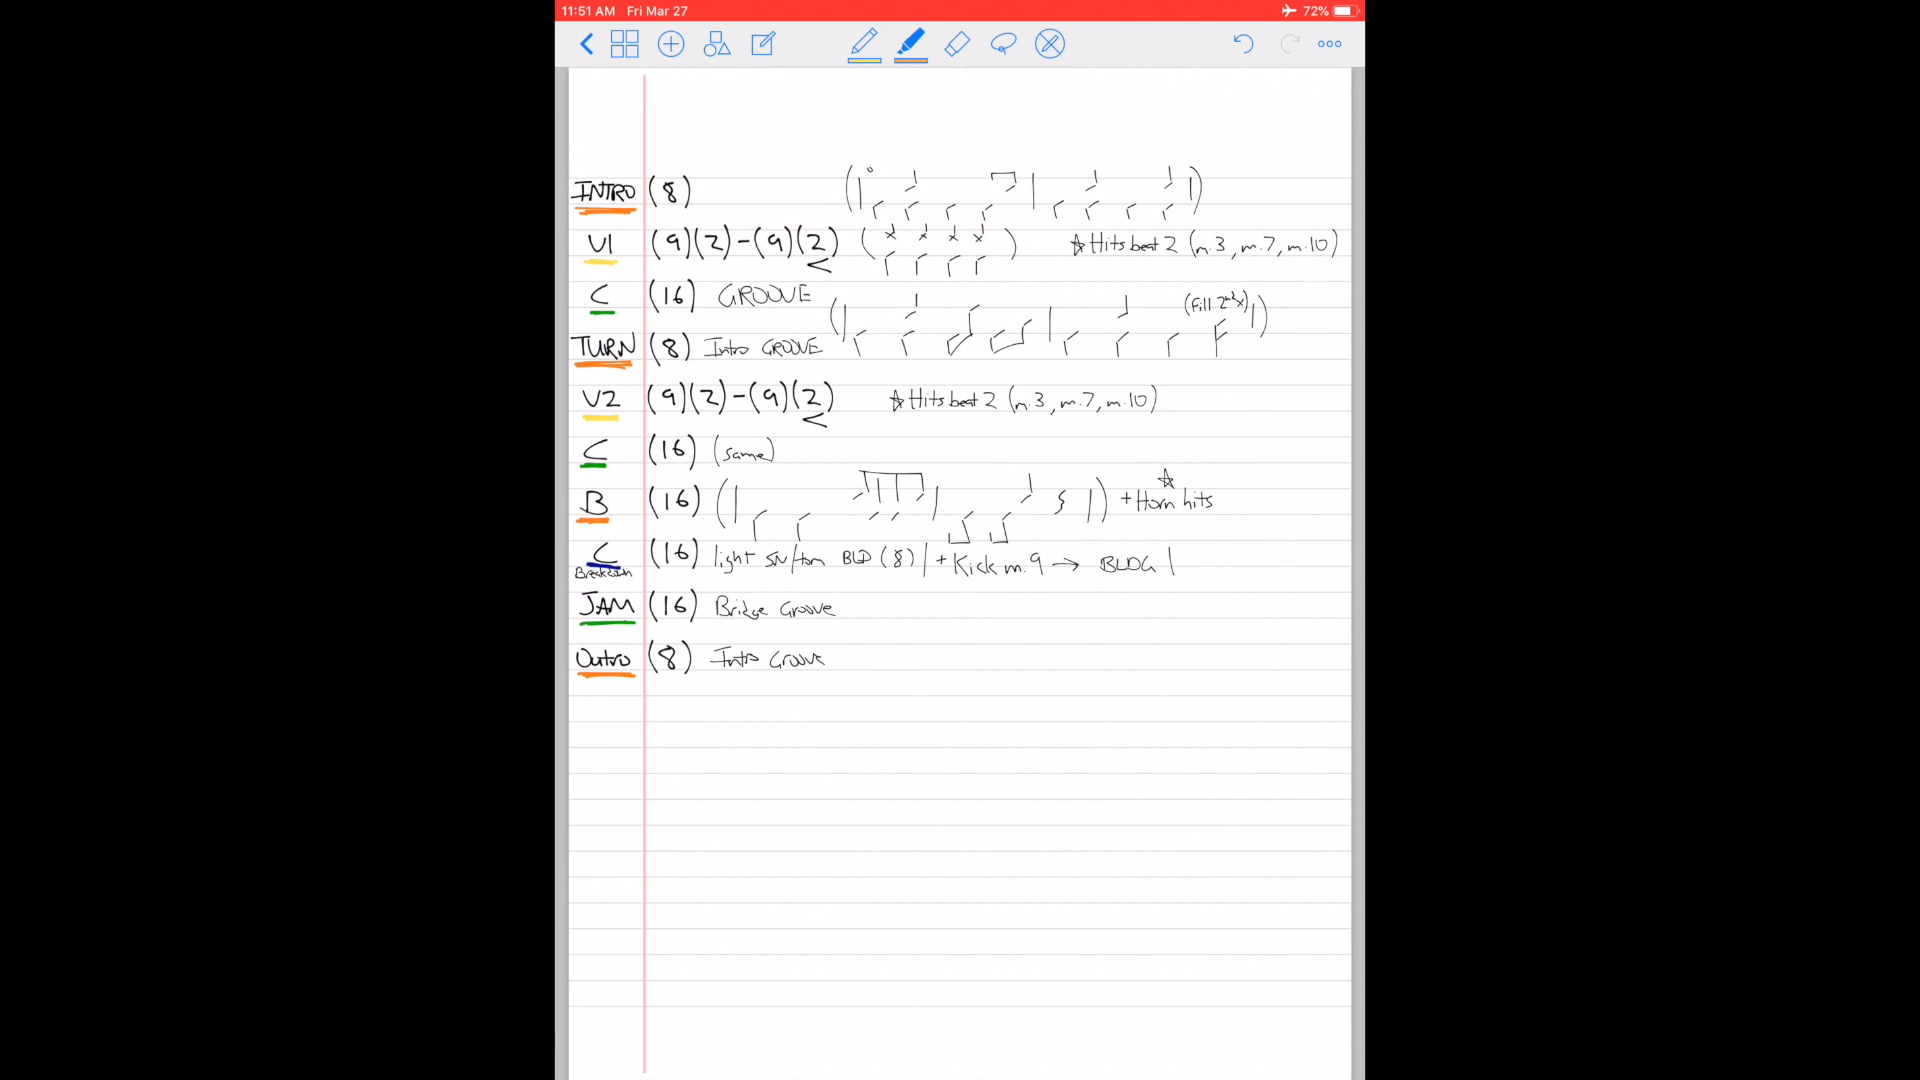 11:51 AM Fri Mar 27 72%
INTRO (8)
V1 (9)(2)-(9)(2) Hits beat 2 (m.3, m.7, m.10)
<
C (16) GROOVE (Fill 2nd x)
TURN (8) Intro GROOVE
V2 (9)(2)-(9)(2) Hits beat 2 (m.3, m.7, m.10)
<
C (16) (same)
B (16) + Horn hits
C (16) light SN/tom BLD (8) | + Kick m.9 → BLDG |
Breakdown
JAM (16) Bridge Groove
Outro (8) Intro Groove